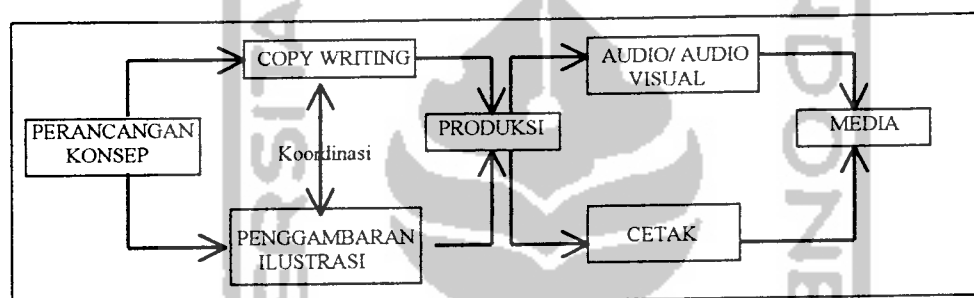 COPY WRITING
AUDIO/ AUDIO
VISUAL
PERANCANGAN
KONSEP
Koordinasi
PRODUKSI
MEDIA
PENGGAMBARAN
ILUSTRASI
CETAK